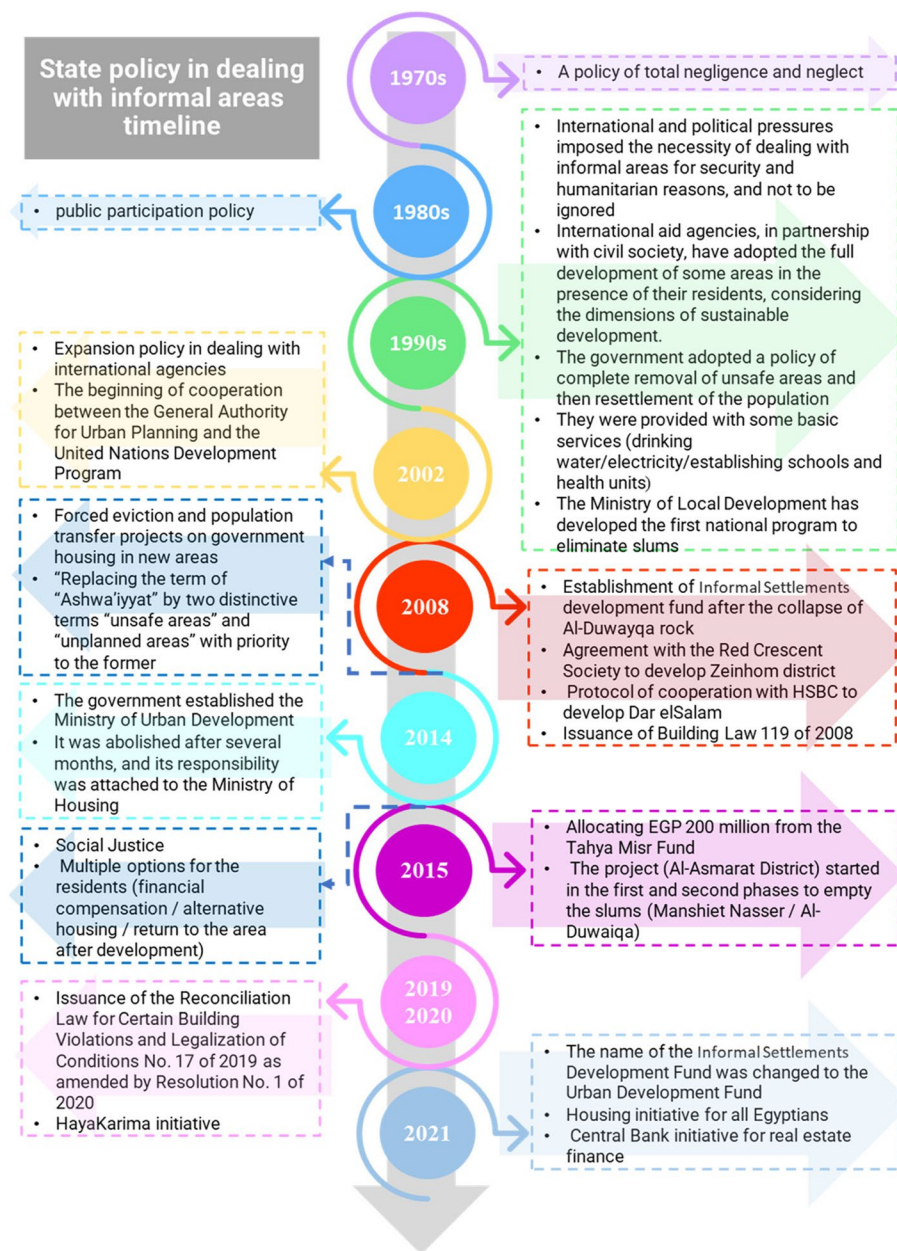 State policy in dealing
with informal areas
timeline
1970s
• A policy of total negligence and neglect
1980s
• public participation policy
1990s
• International and political pressures
imposed the necessity of dealing with
informal areas for security and
humanitarian reasons, and not to be
ignored
• International aid agencies, in partnership
with civil society, have adopted the full
development of some areas in the
presence of their residents, considering
the dimensions of sustainable
development.
• The government adopted a policy of
complete removal of unsafe areas and
then resettlement of the population
• They were provided with some basic
services (drinking
water/electricity/establishing schools and
health units)
• The Ministry of Local Development has
developed the first national program to
eliminate slums
2002
• Expansion policy in dealing with
international agencies
• The beginning of cooperation
between the General Authority
for Urban Planning and the
United Nations Development
Program
2008
• Forced eviction and population
transfer projects on government
housing in new areas
• “Replacing the term of
“Ashwa’iyyat” by two distinctive
terms “unsafe areas” and
“unplanned areas” with priority
to the former
• Establishment of Informal Settlements
development fund after the collapse of
Al-Duwayqa rock
• Agreement with the Red Crescent
Society to develop Zeinhom district
• Protocol of cooperation with HSBC to
develop Dar elSalam
• Issuance of Building Law 119 of 2008
2014
• The government established the
Ministry of Urban Development
• It was abolished after several
months, and its responsibility
was attached to the Ministry of
Housing
2015
• Social Justice
• Multiple options for the
residents (financial
compensation / alternative
housing / return to the area
after development)
• Allocating EGP 200 million from the
Tahya Misr Fund
• The project (Al-Asmarat District) started
in the first and second phases to empty
the slums (Manshiet Nasser / Al-
Duwaiqa)
2019
2020
• Issuance of the Reconciliation
Law for Certain Building
Violations and Legalization of
Conditions No. 17 of 2019 as
amended by Resolution No. 1 of
2020
• HayaKarima initiative
2021
• The name of the Informal Settlements
Development Fund was changed to the
Urban Development Fund
• Housing initiative for all Egyptians
• Central Bank initiative for real estate
finance